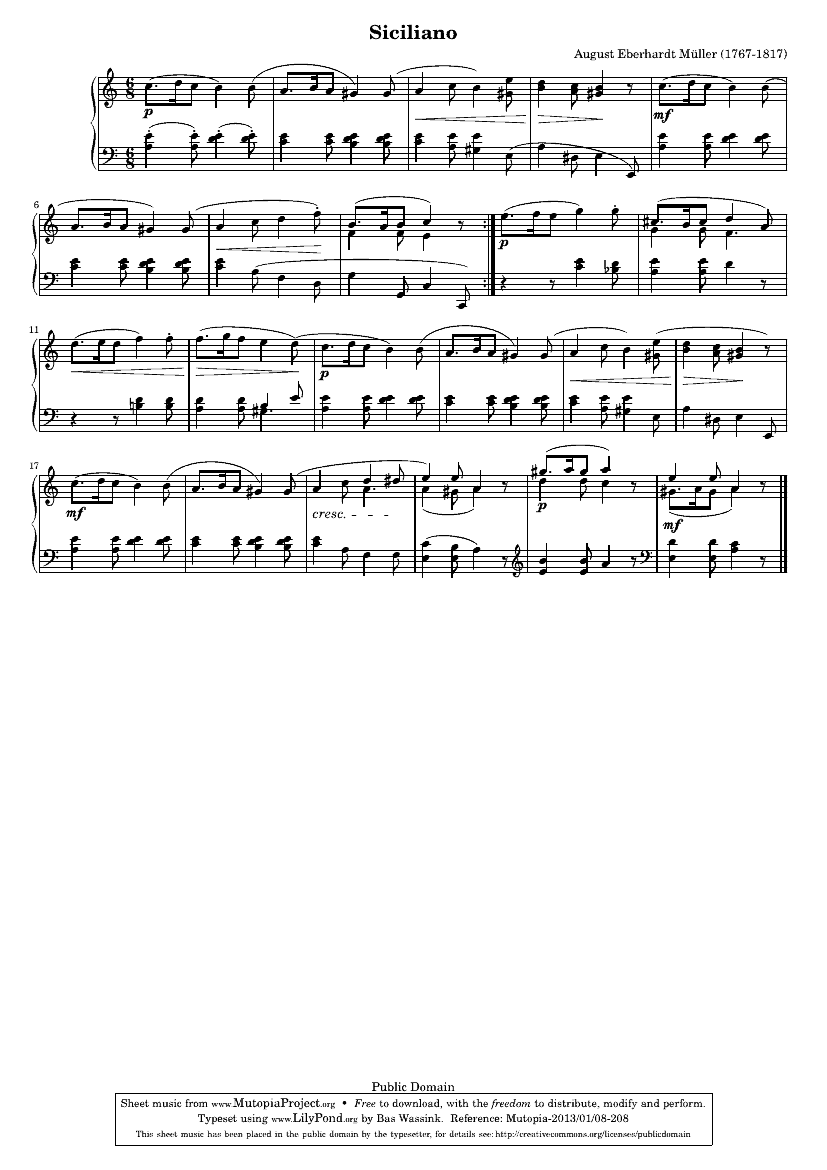 Siciliano
August Eberhardt Müller (1767-1817)
p
mf
6
p
11
p
17
mf
cresc.
p
mf
Public Domain
Sheet music from www.MutopiaProject.org • Free to download, with the freedom to distribute, modify and perform.
Typeset using www.LilyPond.org by Bas Wassink. Reference: Mutopia-2013/01/08-208
This sheet music has been placed in the public domain by the typesetter, for details see: http://creativecommons.org/licenses/publicdomain